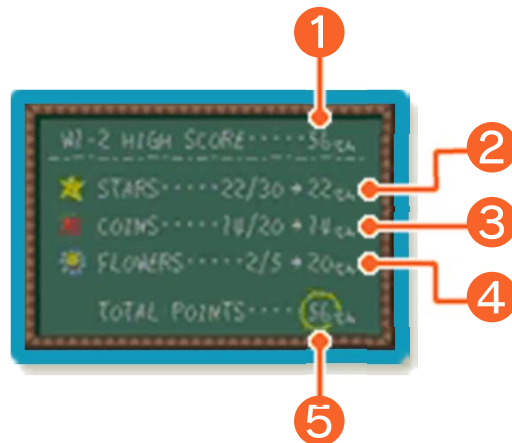 1
W1-2 HIGH SCORE·····56
STARS·····22/30→22
2
COINS·····14/20→14
3
FLOWERS·····2/5→20
4
TOTAL POINTS····56
5